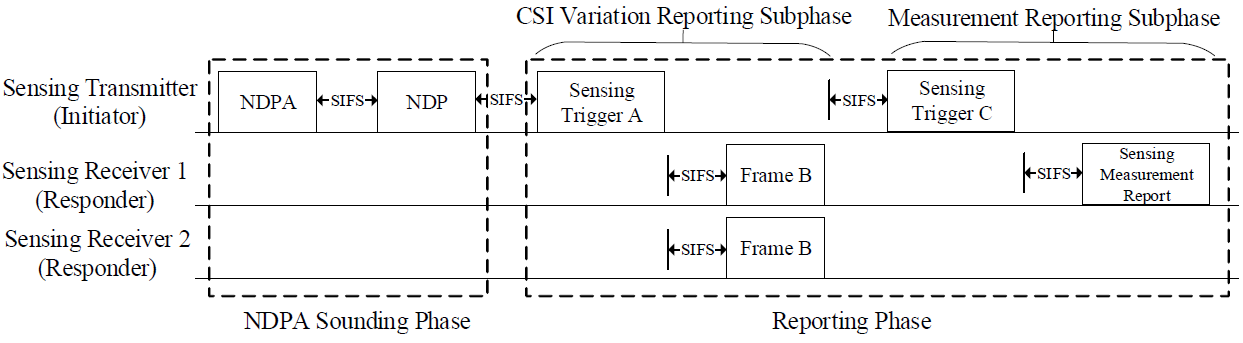 CSI Variation Reporting Subphase
Measurement Reporting Subphase
Sensing Transmitter
(Initiator)
NDPA
SIFS
NDP
SIFS
Sensing
Trigger A
SIFS
Sensing
Trigger C
Sensing Receiver 1
(Responder)
SIFS
Frame B
SIFS
Sensing
Measurement
Report
Sensing Receiver 2
(Responder)
SIFS
Frame B
NDPA Sounding Phase
Reporting Phase